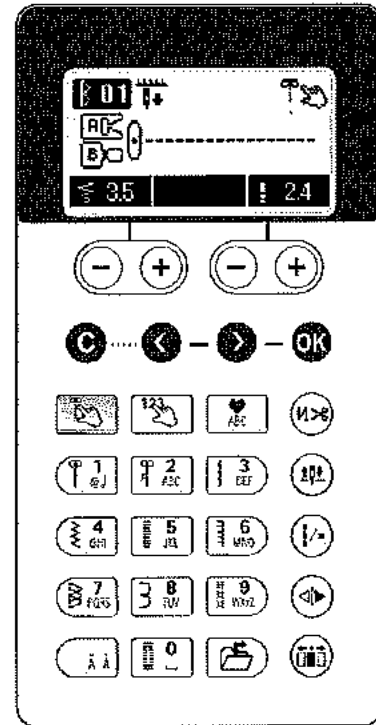 01
A
B
3.5 2.4
C OK
123 ABC
1 @J 2 ABC 3 DEF
4 GHI 5 JKL 6 MNO
7 PQRS 8 TUV 9 WXYZ
Ä À 0